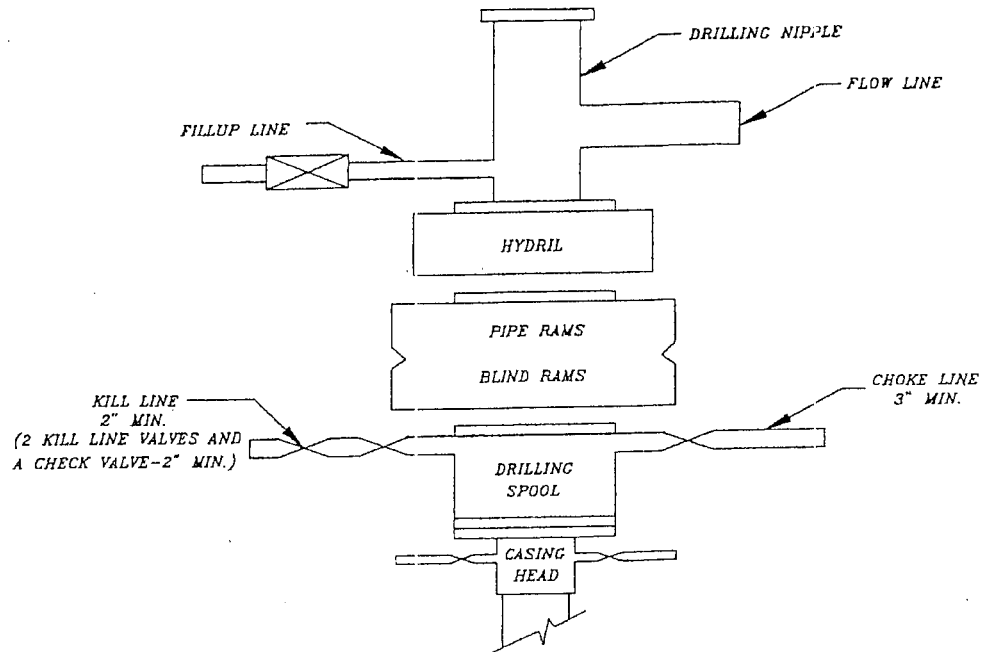 DRILLING NIPPLE
FLOW LINE
FILLUP LINE
HYDRIL
PIPE RAMS
BLIND RAMS
KILL LINE
2" MIN.
(2 KILL LINE VALVES AND
A CHECK VALVE-2" MIN.)
CHOKE LINE
3" MIN.
DRILLING
SPOOL
CASING
HEAD